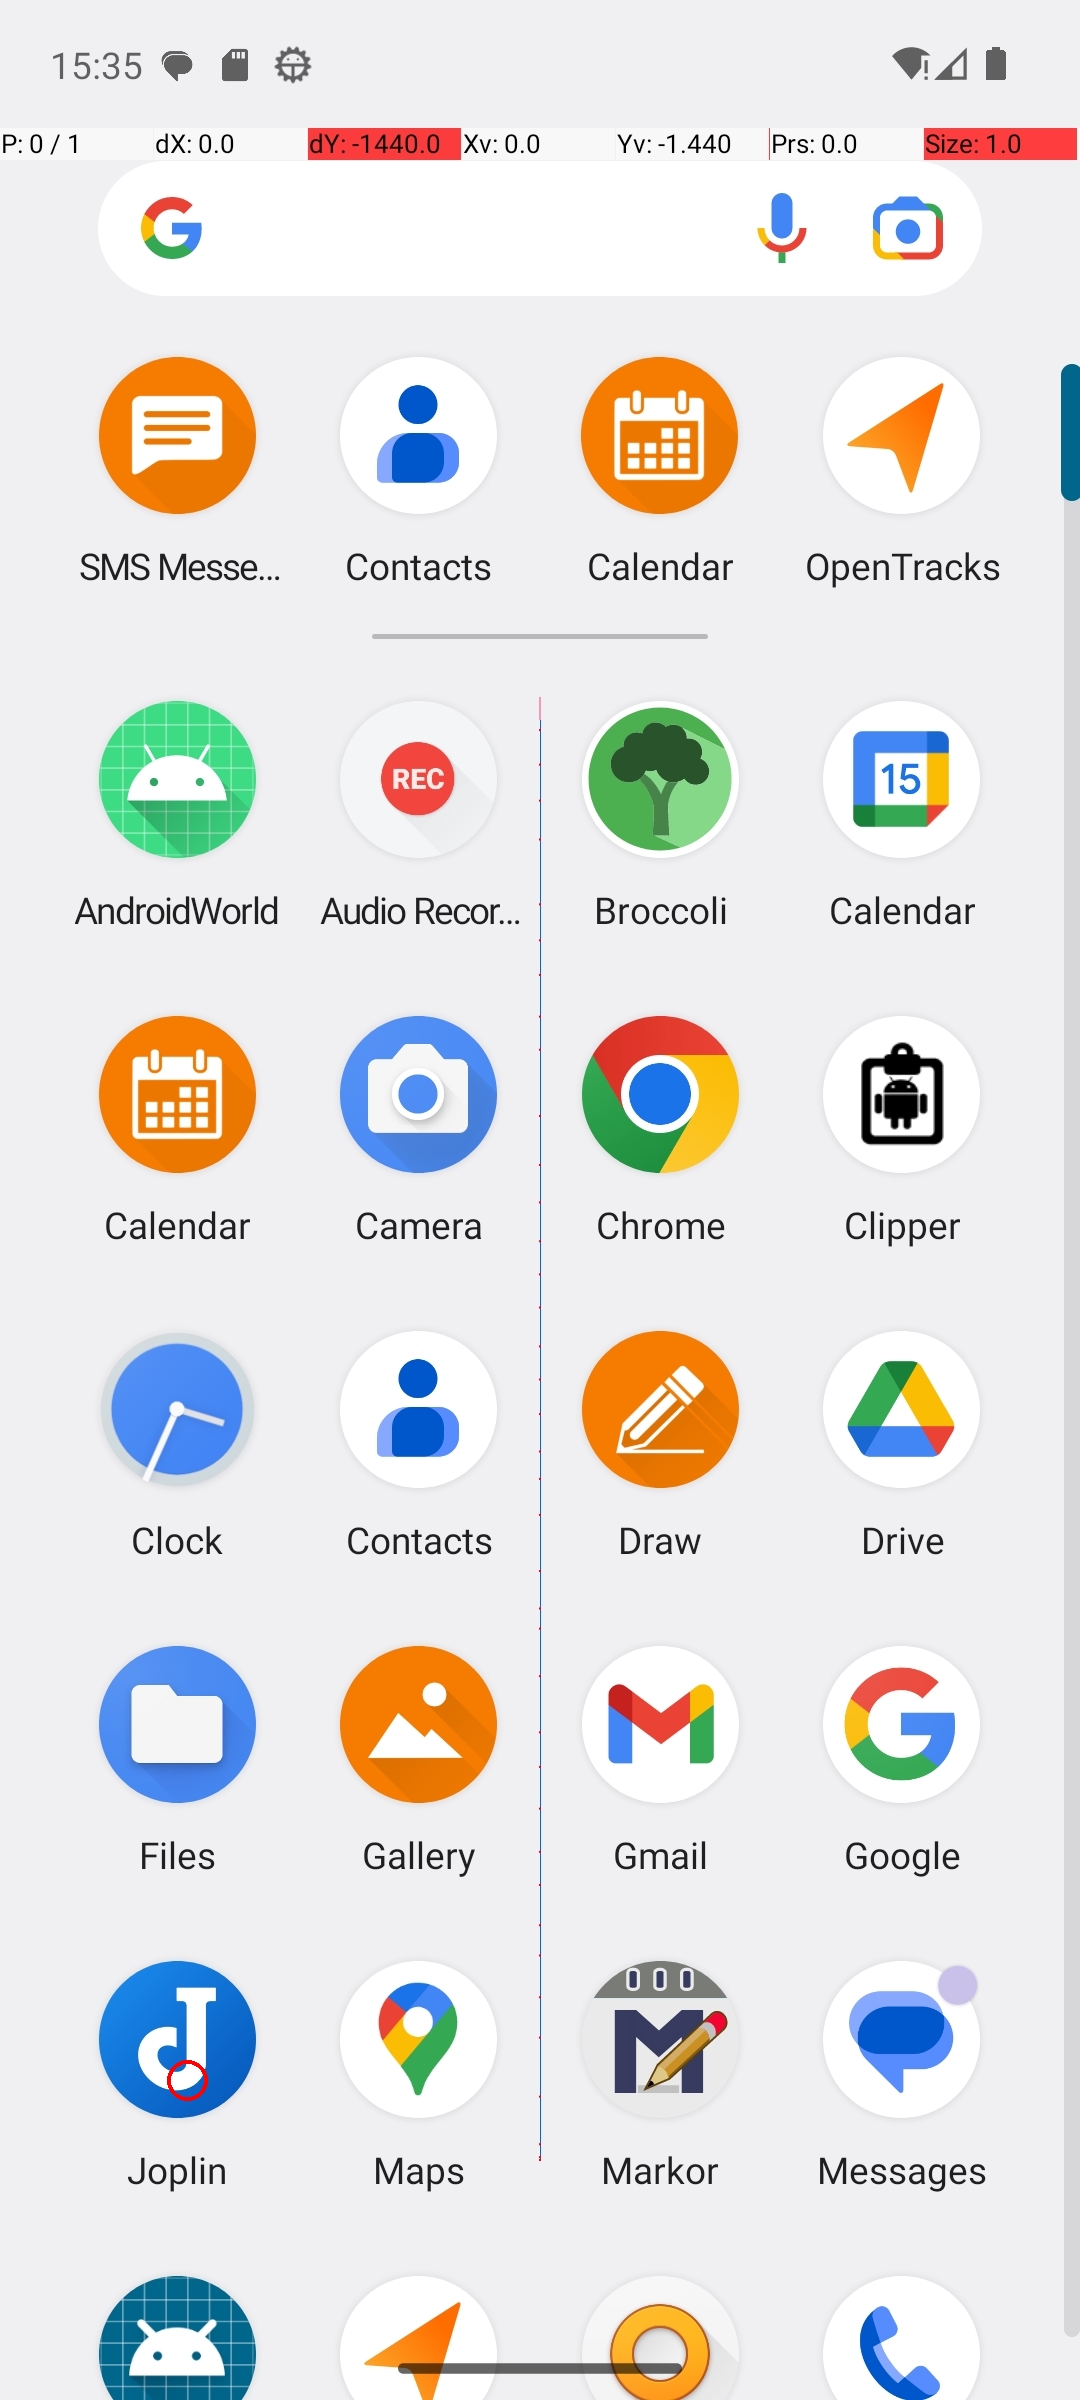 15:35
P: 0 / 1 dX: 0.0 dY: -1440.0 Xv: 0.0 Yv: -1.440 Prs: 0.0 Size: 1.0
SMS Messe... Contacts Calendar OpenTracks
REC 15
AndroidWorld Audio Recor... Broccoli Calendar
Calendar Camera Chrome Clipper
Clock Contacts Draw Drive
Files Gallery Gmail Google
Joplin Maps Markor Messages